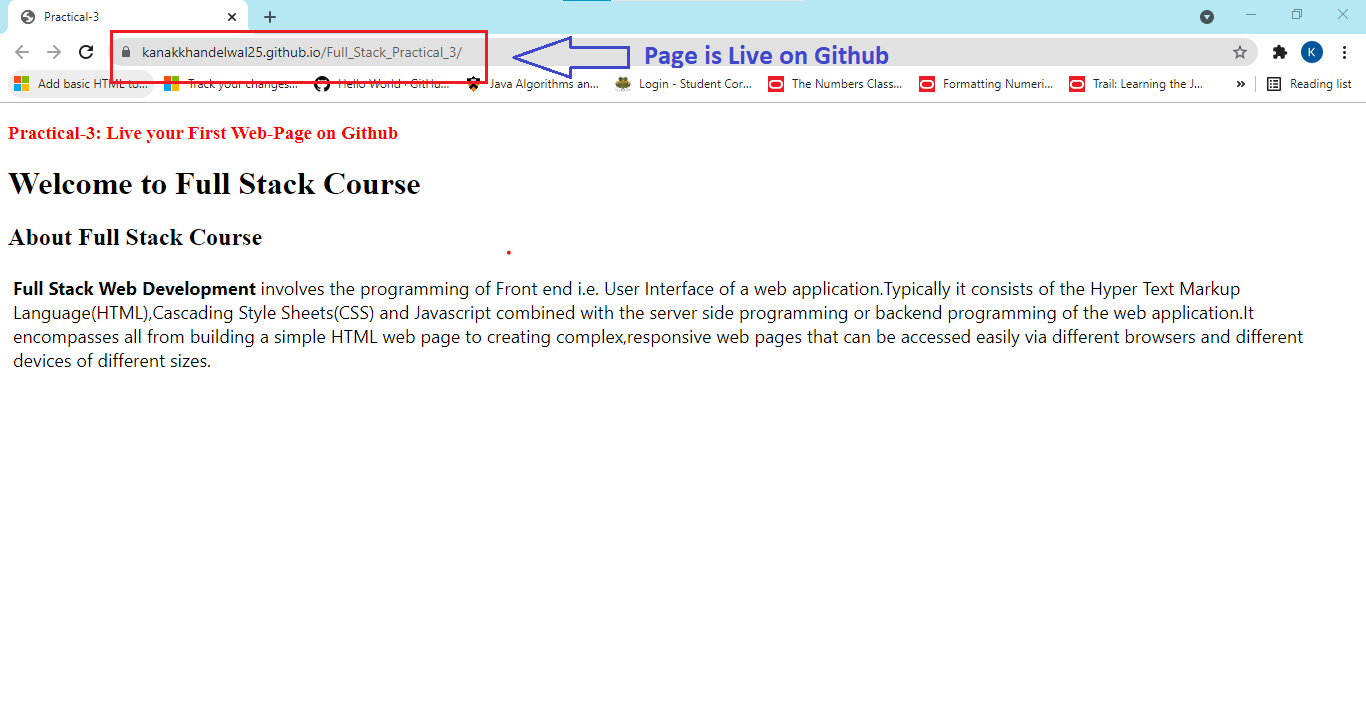 Practical-3
kanakkhandelwal25.github.io/Full_Stack_Practical_3/
Page is Live on Github
K
Add basic HTML to... Track your changes... Hello World · GitHu... Java Algorithms an... Login - Student Cor... The Numbers Class... Formatting Numeri... Trail: Learning the J... » Reading list
Practical-3: Live your First Web-Page on Github
Welcome to Full Stack Course
About Full Stack Course
Full Stack Web Development involves the programming of Front end i.e. User Interface of a web application.Typically it consists of the Hyper Text Markup
Language(HTML),Cascading Style Sheets(CSS) and Javascript combined with the server side programming or backend programming of the web application.It
encompasses all from building a simple HTML web page to creating complex,responsive web pages that can be accessed easily via different browsers and different
devices of different sizes.